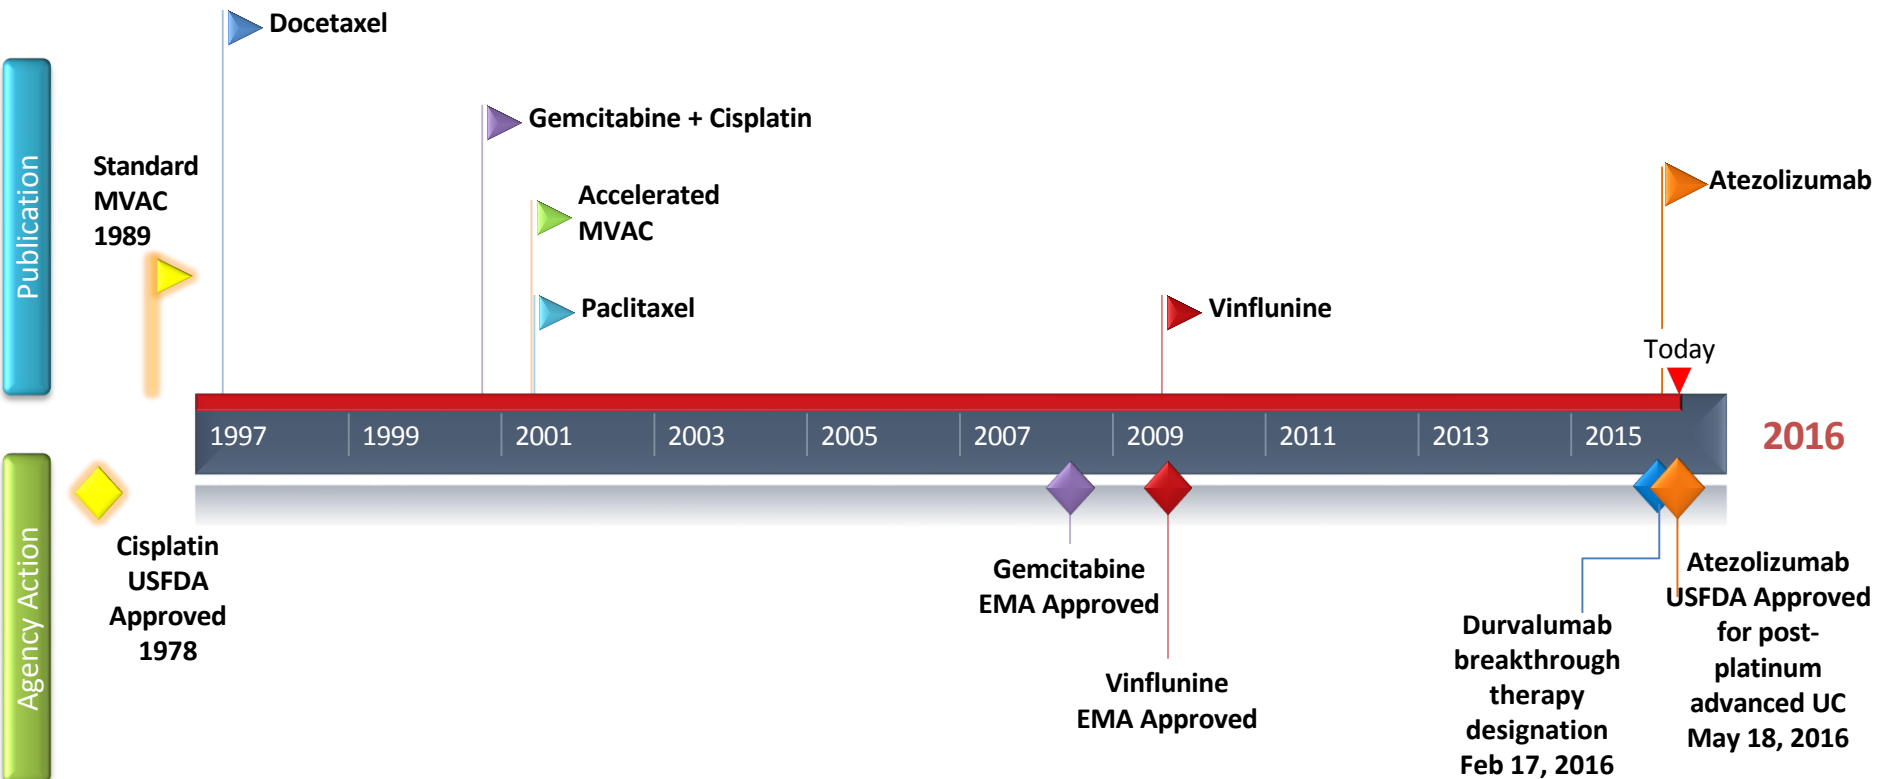 Docetaxel
Gemcitabine + Cisplatin
Standard
MVAC
1989
Accelerated
MVAC
Atezolizumab
Publication
Paclitaxel
Vinflunine
Today
1997
1999
2001
2003
2005
2007
2009
2011
2013
2015
2016
Agency Action
Cisplatin
USFDA
Approved
1978
Gemcitabine
EMA Approved
Vinflunine
EMA Approved
Durvalumab
breakthrough
therapy
designation
Feb 17, 2016
Atezolizumab
USFDA Approved
for post-
platinum
advanced UC
May 18, 2016